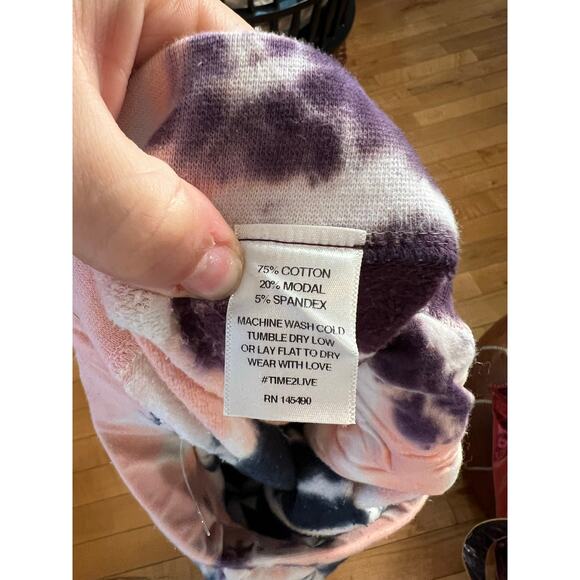 75% COTTON
20% MODAL
5% SPANDEX
MACHINE WASH COLD
TUMBLE DRY LOW
OR LAY FLAT TO DRY
WEAR WITH LOVE
#TIME2LIVE
RN 145490